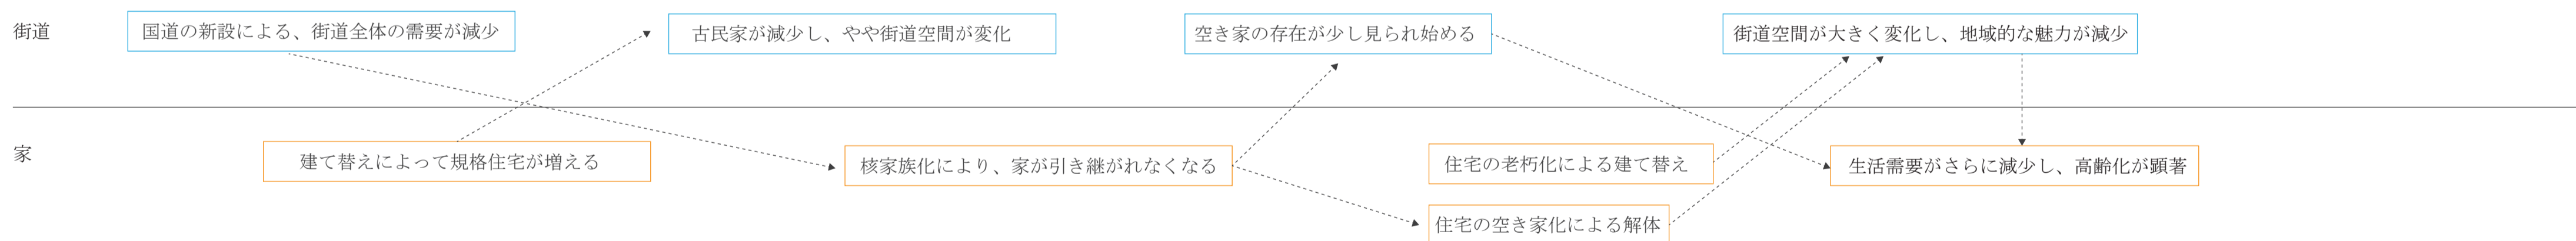 街道
国道の新設による、街道全体の需要が減少
古民家が減少し、やや街道空間が変化
空き家の存在が少し見られ始める
街道空間が大きく変化し、地域的な魅力が減少
家
建て替えによって規格住宅が増える
核家族化により、家が引き継がれなくなる
住宅の老朽化による建て替え
生活需要がさらに減少し、高齢化が顕著
住宅の空き家化による解体